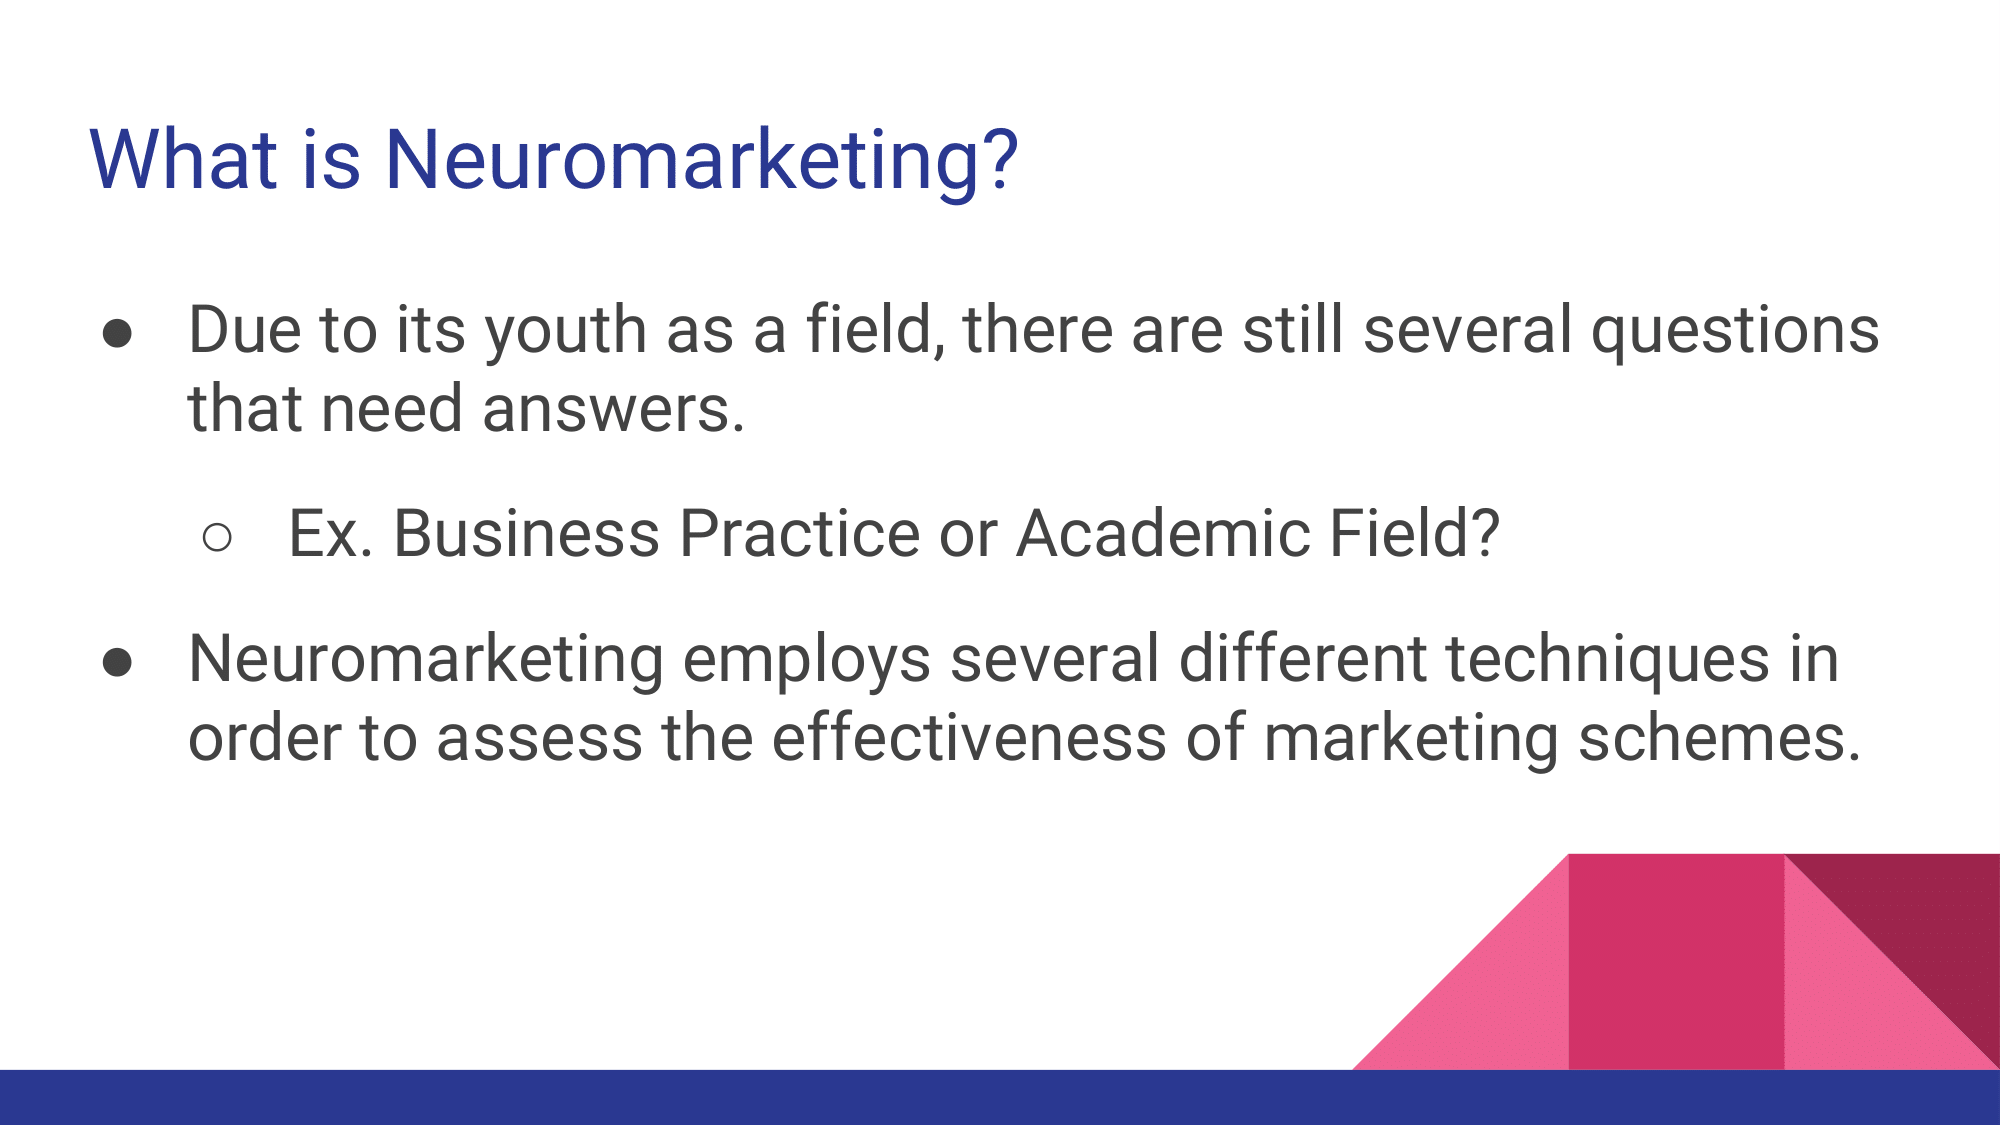 What is Neuromarketing?
● Due to its youth as a field, there are still several questions
that need answers.
○ Ex. Business Practice or Academic Field?
● Neuromarketing employs several different techniques in
order to assess the effectiveness of marketing schemes.